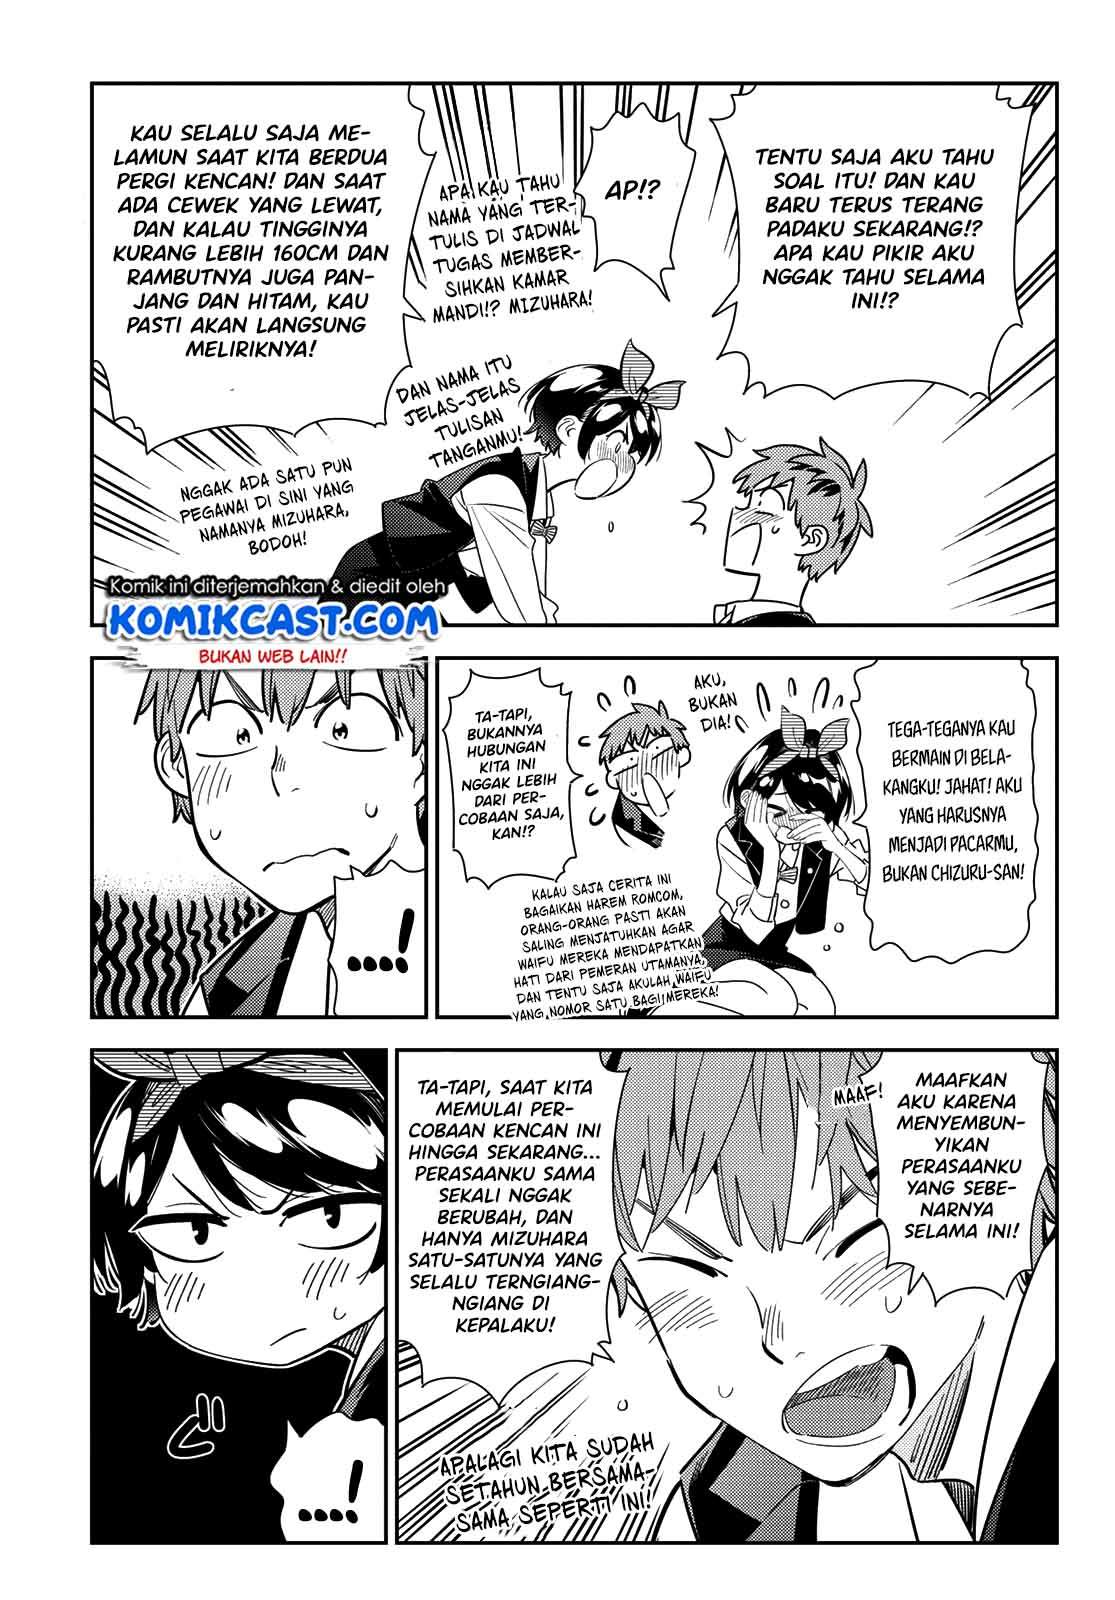 TENTU SAJA AKU TAHU
SOAL ITU! DAN KAU
BARU TERUS TERANG
PADAKU SEKARANG!?
APA KAU PIKIR AKU
NGGAK TAHU SELAMA
INI!?
AP!?
APA KAU TAHU
NAMA YANG TER-
TULIS DI JADWAL
TUGAS MEMBER-
SIHKAN KAMAR
MANDI!? MIZUHARA!
KAU SELALU SAJA ME-
LAMUN SAAT KITA BERDUA
PERGI KENCAN! DAN SAAT
ADA CEWEK YANG LEWAT,
DAN KALAU TINGGINYA
KURANG LEBIH 160CM DAN
RAMBUTNYA JUGA PAN-
JANG DAN HITAM, KAU
PASTI AKAN LANGSUNG
MELIRIKNYA!
DAN NAMA ITU
JELAS-JELAS
TULISAN
TANGANMU!
NGGAK ADA SATU PUN
PEGAWAI DI SINI YANG
NAMANYA MIZUHARA,
BODOH!
Komik ini diterjemahkan & diedit oleh
KOMIKCAST.COM
BUKAN WEB LAIN!!
TEGA-TEGANYA KAU
BERMAIN DI BELA-
KANGKU! JAHAT! AKU
YANG HARUSNYA
MENJADI PACARMU,
BUKAN CHIZURU-SAN!
AKU,
BUKAN
DIA!
TA-TAPI,
BUKANNYA
HUBUNGAN
KITA INI
NGGAK LEBIH
DARI PER-
COBAAN SAJA,
KAN!?
KALAU SAJA CERITA INI
BAGAIKAN HAREM ROMCOM,
ORANG-ORANG PASTI AKAN
SALING MENJATUHKAN AGAR
WAIFU MEREKA MENDAPATKAN
HATI DARI PEMERAN UTAMANYA,
DAN TENTU SAJA AKULAH WAIFU
YANG NOMOR SATU BAGI MEREKA!
....!
MAAFKAN
AKU KARENA
MENYEMBUN-
YIKAN
PERASAANKU
YANG SEBE-
NARNYA
SELAMA INI!
MAAF!
TA-TAPI, SAAT KITA
MEMULAI PER-
COBAAN KENCAN INI
HINGGA SEKARANG...
PERASAANKU SAMA
SEKALI NGGAK
BERUBAH, DAN
HANYA MIZUHARA
SATU-SATUNYA YANG
SELALU TERNGIANG-
NGIANG DI
KEPALAKU!
APALAGI KITA SUDAH
SETAHUN BERSAMA-
SAMA SEPERTI INI!
....!